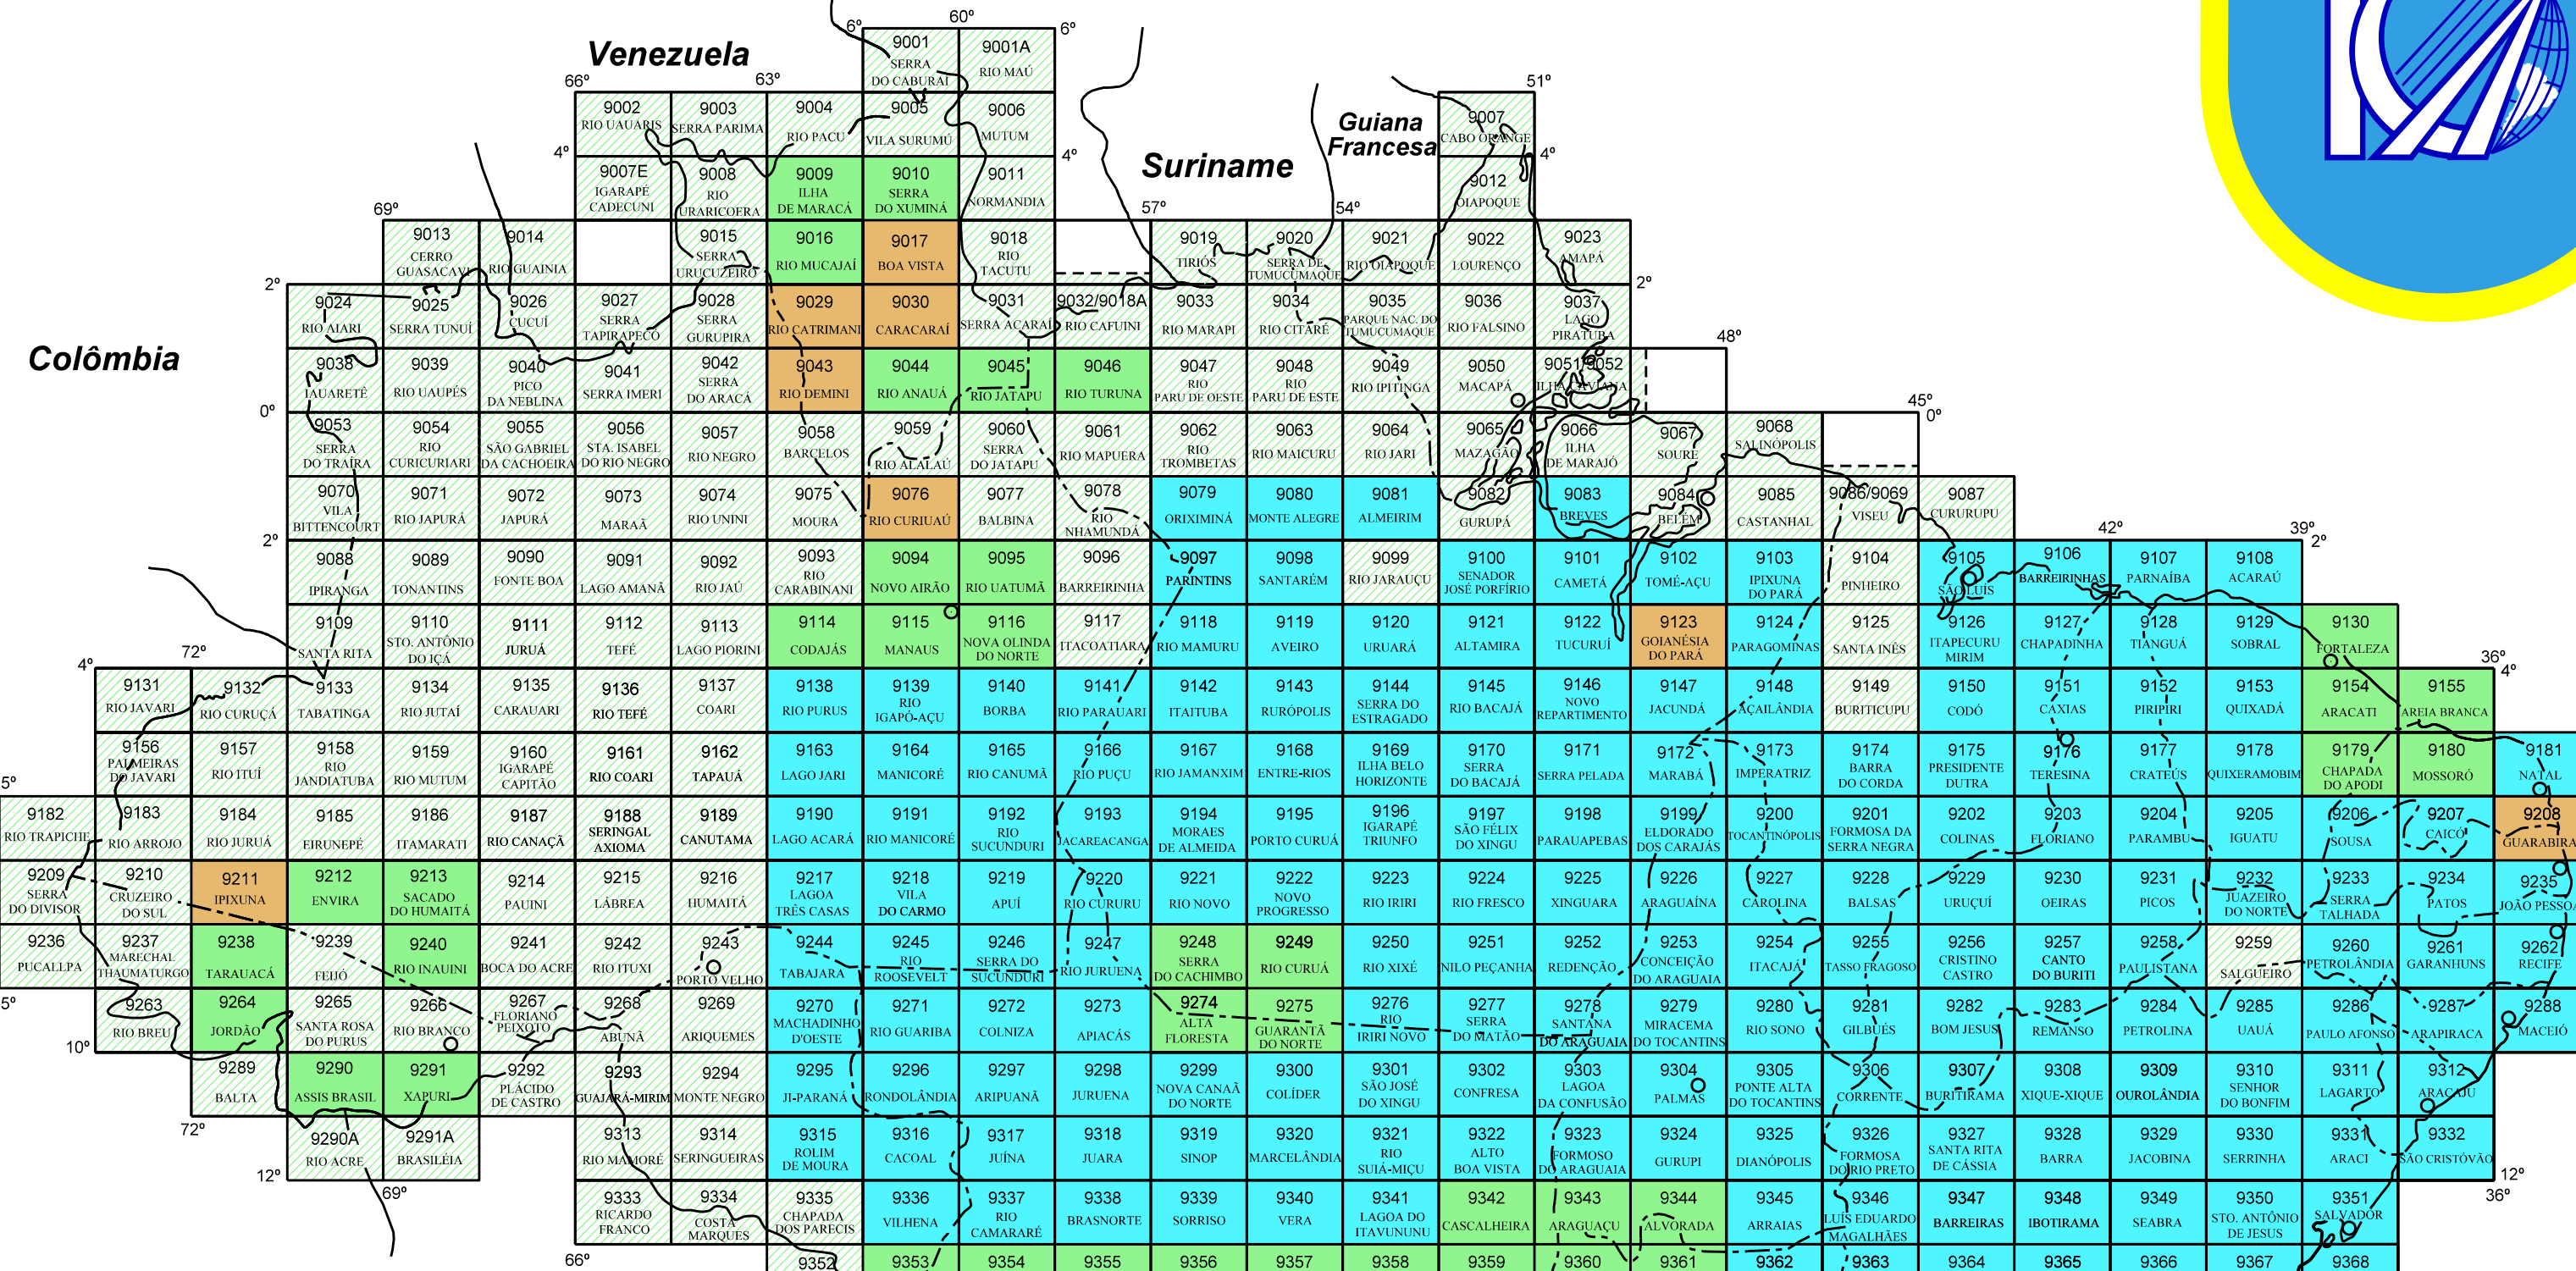 6º 60º 6º
Venezuela
9001 9001A
SERRA DO CABURAÍ RIO MAÚ
66º 63º 51º
9002 9003 9004 9005 9006 9007
RIO UAUARIS SERRA PARIMA RIO PACU VILA SURUMÚ MUTUM CABO ORANGE
Guiana
Francesa
Suriname
4º 4º 4º
9007E 9008 9009 9010 9011 9012
IGARAPÉ CADECUNI RIO URARICOERA ILHA DE MARACÁ SERRA DO XUMINÁ NORMANDIA OIAPOQUE
69º 57º 54º
9013 9014 9015 9016 9017 9018 9019 9020 9021 9022 9023
CERRO GUASACAVI RIO GUAINIA SERRA URUCUZEIRO RIO MUCAJAÍ BOA VISTA RIO TACUTU TIRIÓS SERRA DE TUMUCUMAQUE RIO OIAPOQUE LOURENÇO AMAPÁ
2º 2º
9024 9025 9026 9027 9028 9029 9030 9031 9032/9018A 9033 9034 9035 9036 9037
RIO AIARI SERRA TUNUÍ CUCUÍ SERRA TAPIRAPECÓ SERRA GURUPIRA RIO CATRIMANI CARACARAÍ SERRA ACARAÍ RIO CAFUINI RIO MARAPI RIO CITARÉ PARQUE NAC. DO TUMUCUMAQUE RIO FALSINO LAGO PIRATUBA
Colômbia
48º
9038 9039 9040 9041 9042 9043 9044 9045 9046 9047 9048 9049 9050 9051/9052
IAUARETÊ RIO UAUPÉS PICO DA NEBLINA SERRA IMERI SERRA DO ARACÁ RIO DEMINI RIO ANAUÁ RIO JATAPU RIO TURUNA RIO PARU DE OESTE RIO PARU DE ESTE RIO IPITINGA MACAPÁ ILHA CAVIANA
0º 45º 0º
9053 9054 9055 9056 9057 9058 9059 9060 9061 9062 9063 9064 9065 9066 9067 9068
SERRA DO TRAÍRA RIO CURICURIARI SÃO GABRIEL DA CACHOEIRA STA. ISABEL DO RIO NEGRO RIO NEGRO BARCELOS RIO ALALAÚ SERRA DO JATAPU RIO MAPUERA RIO TROMBETAS RIO MAICURU RIO JARI MAZAGÃO ILHA DE MARAJÓ SOURE SALINÓPOLIS
9070 9071 9072 9073 9074 9075 9076 9077 9078 9079 9080 9081 9082 9083 9084 9085 9086/9069 9087
VILA BITTENCOURT RIO JAPURÁ JAPURÁ MARAÃ RIO UNINI MOURA RIO CURIUAÚ BALBINA RIO NHAMUNDÁ ORIXIMINÁ MONTE ALEGRE ALMEIRIM GURUPÁ BREVES BELÉM CASTANHAL VISEU CURURUPU
2º 42º 39º 2º
9088 9089 9090 9091 9092 9093 9094 9095 9096 9097 9098 9099 9100 9101 9102 9103 9104 9105 9106 9107 9108
IPIRANGA TONANTINS FONTE BOA LAGO AMANÃ RIO JAÚ RIO CARABINANI NOVO AIRÃO RIO UATUMÃ BARREIRINHA PARINTINS SANTARÉM RIO JARAUÇU SENADOR JOSÉ PORFÍRIO CAMETÁ TOMÉ-AÇU IPIXUNA DO PARÁ PINHEIRO SÃO LUÍS BARREIRINHAS PARNAÍBA ACARAÚ
9109 9110 9111 9112 9113 9114 9115 9116 9117 9118 9119 9120 9121 9122 9123 9124 9125 9126 9127 9128 9129 9130
SANTA RITA STO. ANTÔNIO DO IÇÁ JURUÁ TEFÉ LAGO PIORINI CODAJÁS MANAUS NOVA OLINDA DO NORTE ITACOATIARA RIO MAMURU AVEIRO URUARÁ ALTAMIRA TUCURUÍ GOIANÉSIA DO PARÁ PARAGOMINAS SANTA INÊS ITAPECURU MIRIM CHAPADINHA TIANGUÁ SOBRAL FORTALEZA
4º 72º 36º 4º
9131 9132 9133 9134 9135 9136 9137 9138 9139 9140 9141 9142 9143 9144 9145 9146 9147 9148 9149 9150 9151 9152 9153 9154 9155
RIO JAVARI RIO CURUÇÁ TABATINGA RIO JUTAÍ CARAUARI RIO TEFÉ COARI RIO PURUS RIO IGAPÓ-AÇU BORBA RIO PARAUARI ITAITUBA RURÓPOLIS SERRA DO ESTRAGADO RIO BACAJÁ NOVO REPARTIMENTO JACUNDÁ AÇAILÂNDIA BURITICUPU CODÓ CAXIAS PIRIPIRI QUIXADÁ ARACATI AREIA BRANCA
9156 9157 9158 9159 9160 9161 9162 9163 9164 9165 9166 9167 9168 9169 9170 9171 9172 9173 9174 9175 9176 9177 9178 9179 9180 9181
PALMEIRAS DO JAVARI RIO ITUÍ RIO JANDIATUBA RIO MUTUM IGARAPÉ CAPITÃO RIO COARI TAPAUÁ LAGO JARI MANICORÉ RIO CANUMÃ RIO PUÇU RIO JAMANXIM ENTRE-RIOS ILHA BELO HORIZONTE SERRA DO BACAJÁ SERRA PELADA MARABÁ IMPERATRIZ BARRA DO CORDA PRESIDENTE DUTRA TERESINA CRATEÚS QUIXERAMOBIM CHAPADA DO APODI MOSSORÓ NATAL
5º
9182 9183 9184 9185 9186 9187 9188 9189 9190 9191 9192 9193 9194 9195 9196 9197 9198 9199 9200 9201 9202 9203 9204 9205 9206 9207 9208
RIO TRAPICHE RIO ARROJO RIO JURUÁ EIRUNEPÉ ITAMARATI RIO CANAÇÃ SERINGAL AXIOMA CANUTAMA LAGO ACARÁ RIO MANICORÉ RIO SUCUNDURI JACAREACANGA MORAES DE ALMEIDA PORTO CURUÁ IGARAPÉ TRIUNFO SÃO FÉLIX DO XINGU PARAUAPEBAS ELDORADO DOS CARAJÁS TOCANTINÓPOLIS FORMOSA DA SERRA NEGRA COLINAS FLORIANO PARAMBU IGUATU SOUSA CAICÓ GUARABIRA
9209 9210 9211 9212 9213 9214 9215 9216 9217 9218 9219 9220 9221 9222 9223 9224 9225 9226 9227 9228 9229 9230 9231 9232 9233 9234 9235
SERRA DO DIVISOR CRUZEIRO DO SUL IPIXUNA ENVIRA SACADO DO HUMAITÁ PAUINI LÁBREA HUMAITÁ LAGOA TRÊS CASAS VILA DO CARMO APUÍ RIO CURURU RIO NOVO NOVO PROGRESSO RIO IRIRI RIO FRESCO XINGUARA ARAGUAÍNA CAROLINA BALSAS URUÇUÍ OEIRAS PICOS JUAZEIRO DO NORTE SERRA TALHADA PATOS JOÃO PESSOA
9236 9237 9238 9239 9240 9241 9242 9243 9244 9245 9246 9247 9248 9249 9250 9251 9252 9253 9254 9255 9256 9257 9258 9259 9260 9261 9262
PUCALLPA MARECHAL THAUMATURGO TARAUACÁ FEIJÓ RIO INAUINI BOCA DO ACRE RIO ITUXI PORTO VELHO TABAJARA RIO ROOSEVELT SERRA DO SUCUNDURI RIO JURUENA SERRA DO CACHIMBO RIO CURUÁ RIO XIXÉ NILO PEÇANHA REDENÇÃO CONCEIÇÃO DO ARAGUAIA ITACAJÁ TASSO FRAGOSO CRISTINO CASTRO CANTO DO BURITI PAULISTANA SALGUEIRO PETROLÂNDIA GARANHUNS RECIFE
5º
9263 9264 9265 9266 9267 9268 9269 9270 9271 9272 9273 9274 9275 9276 9277 9278 9279 9280 9281 9282 9283 9284 9285 9286 9287 9288
RIO BREU JORDÃO SANTA ROSA DO PURUS RIO BRANCO FLORIANO PEIXOTO ABUNÃ ARIQUEMES MACHADINHO D'OESTE RIO GUARIBA COLNIZA APIACÁS ALTA FLORESTA GUARANTÃ DO NORTE RIO IRIRI NOVO SERRA DO MATÃO SANTANA DO ARAGUAIA MIRACEMA DO TOCANTINS RIO SONO GILBUÉS BOM JESUS REMANSO PETROLINA UAUÁ PAULO AFONSO ARAPIRACA MACEIÓ
10º
9289 9290 9291 9292 9293 9294 9295 9296 9297 9298 9299 9300 9301 9302 9303 9304 9305 9306 9307 9308 9309 9310 9311 9312
BALTA ASSIS BRASIL XAPURI PLÁCIDO DE CASTRO GUAJARÁ-MIRIM MONTE NEGRO JI-PARANÁ RONDOLÂNDIA ARIPUANÃ JURUENA NOVA CANAÃ DO NORTE COLÍDER SÃO JOSÉ DO XINGU CONFRESA LAGOA DA CONFUSÃO PALMAS PONTE ALTA DO TOCANTINS CORRENTE BURITIRAMA XIQUE-XIQUE OUROLÂNDIA SENHOR DO BONFIM LAGARTO ARACAJU
72º
9290A 9291A 9313 9314 9315 9316 9317 9318 9319 9320 9321 9322 9323 9324 9325 9326 9327 9328 9329 9330 9331 9332
RIO ACRE BRASILÉIA RIO MAMORÉ SERINGUEIRAS ROLIM DE MOURA CACOAL JUÍNA JUARA SINOP MARCELÂNDIA RIO SUIÁ-MIÇU ALTO BOA VISTA FORMOSO DO ARAGUAIA GURUPI DIANÓPOLIS FORMOSA DO RIO PRETO SANTA RITA DE CÁSSIA BARRA JACOBINA SERRINHA ARACI SÃO CRISTÓVÃO
12º 69º 12º 36º
9333 9334 9335 9336 9337 9338 9339 9340 9341 9342 9343 9344 9345 9346 9347 9348 9349 9350 9351
RICARDO FRANCO COSTA MARQUES CHAPADA DOS PARECIS VILHENA RIO CAMARARÉ BRASNORTE SORRISO VERA LAGOA DO ITAVUNUNU CASCALHEIRA ARAGUAÇU ALVORADA ARRAIAS LUÍS EDUARDO MAGALHÃES BARREIRAS IBOTIRAMA SEABRA STO. ANTÔNIO DE JESUS SALVADOR
66º
9352 9353 9354 9355 9356 9357 9358 9359 9360 9361 9362 9363 9364 9365 9366 9367 9368